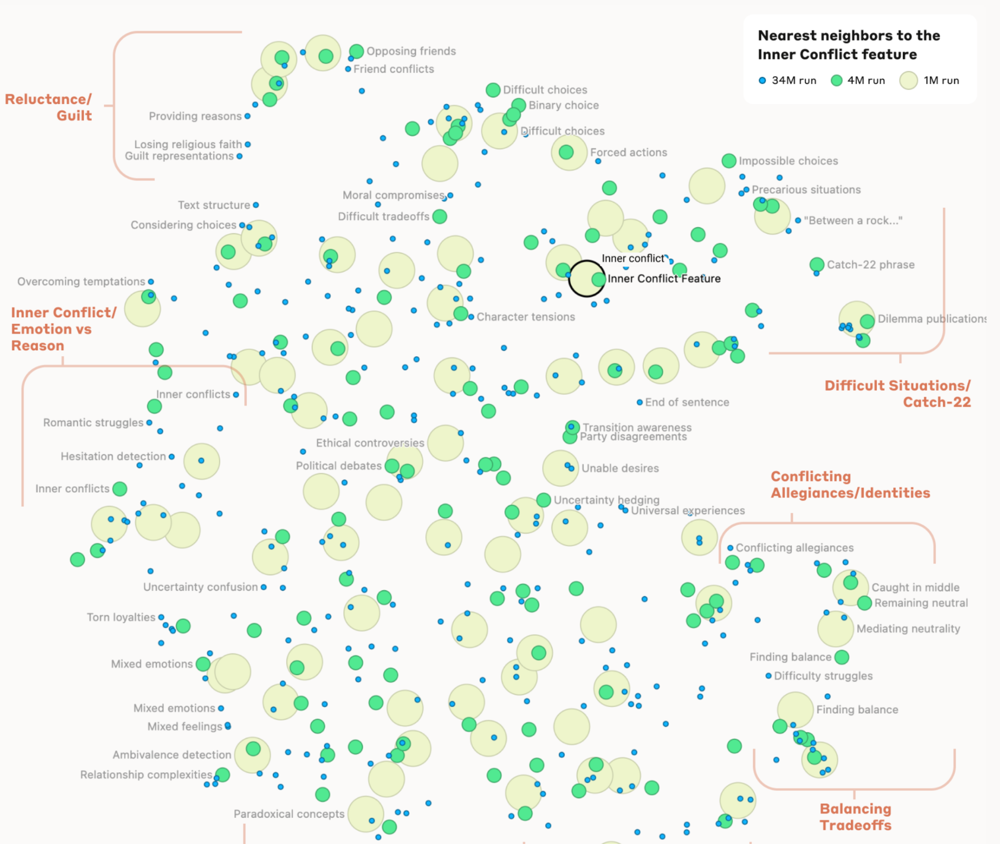 Nearest neighbors to the
Inner Conflict feature
34M run
4M run
1M run
Opposing friends
Friend conflicts
Reluctance/
Guilt
Providing reasons
Losing religious faith
Guilt representations
Difficult choices
Binary choice
Difficult choices
Forced actions
Impossible choices
Precarious situations
"Between a rock..."
Moral compromises
Difficult tradeoffs
Text structure
Considering choices
Inner conflict
Inner Conflict Feature
Catch-22 phrase
Overcoming temptations
Inner Conflict/
Emotion vs
Reason
Character tensions
Dilemma publications
Difficult Situations/
Catch-22
Inner conflicts
End of sentence
Romantic struggles
Transition awareness
Party disagreements
Ethical controversies
Hesitation detection
Political debates
Unable desires
Conflicting
Allegiances/Identities
Inner conflicts
Uncertainty hedging
Universal experiences
Conflicting allegiances
Uncertainty confusion
Caught in middle
Remaining neutral
Torn loyalties
Mediating neutrality
Finding balance
Mixed emotions
Difficulty struggles
Mixed emotions
Finding balance
Mixed feelings
Ambivalence detection
Relationship complexities
Paradoxical concepts
Balancing
Tradeoffs